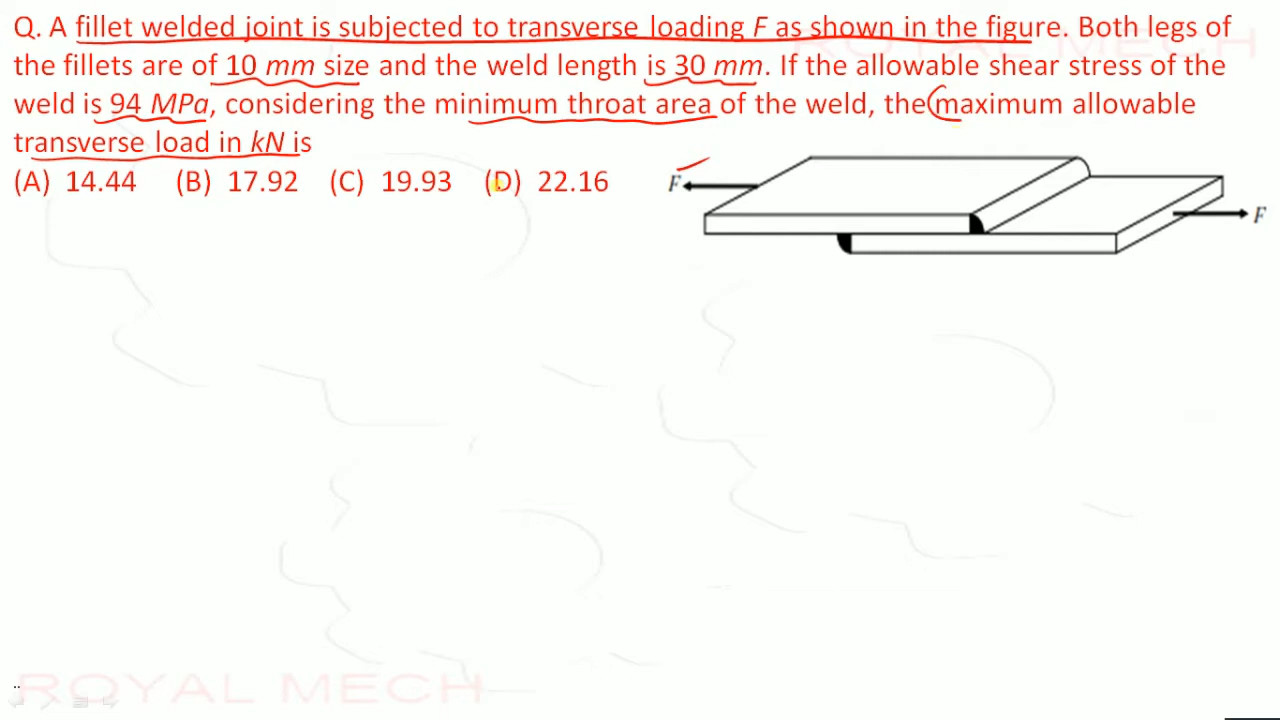 Q. A fillet welded joint is subjected to transverse loading F as shown in the figure. Both legs of
the fillets are of 10 mm size and the weld length is 30 mm. If the allowable shear stress of the
weld is 94 MPa, considering the minimum throat area of the weld, the maximum allowable
transverse load in kN is
(A) 14.44 (B) 17.92 (C) 19.93 (D) 22.16
F
F
ROYAL MECH
..
ROYAL MECH